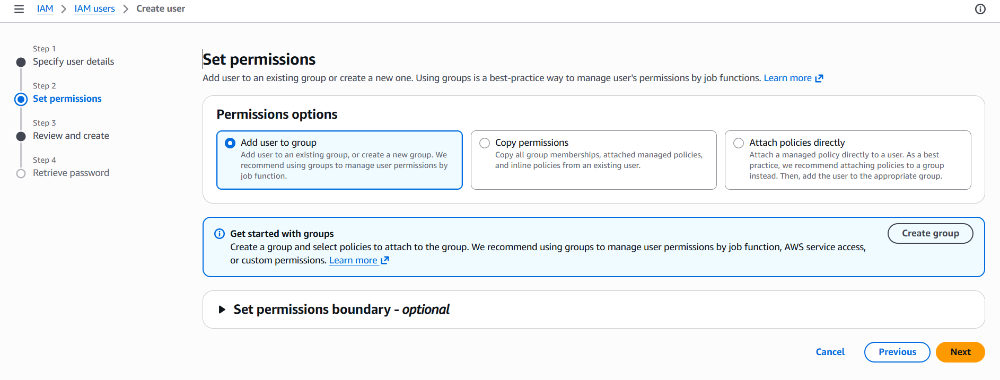 IAM > IAM users > Create user
Step 1
Specify user details
Step 2
Set permissions
Step 3
Review and create
Step 4
Retrieve password
Set permissions
Add user to an existing group or create a new one. Using groups is a best-practice way to manage user's permissions by job functions. Learn more
Permissions options
Add user to group
Add user to an existing group, or create a new group. We
recommend using groups to manage user permissions by
job function.
Copy permissions
Copy all group memberships, attached managed policies,
and inline policies from an existing user.
Attach policies directly
Attach a managed policy directly to a user. As a best
practice, we recommend attaching policies to a group
instead. Then, add the user to the appropriate group.
Get started with groups
Create a group and select policies to attach to the group. We recommend using groups to manage user permissions by job function, AWS service access,
or custom permissions. Learn more
Create group
Set permissions boundary - optional
Cancel
Previous
Next